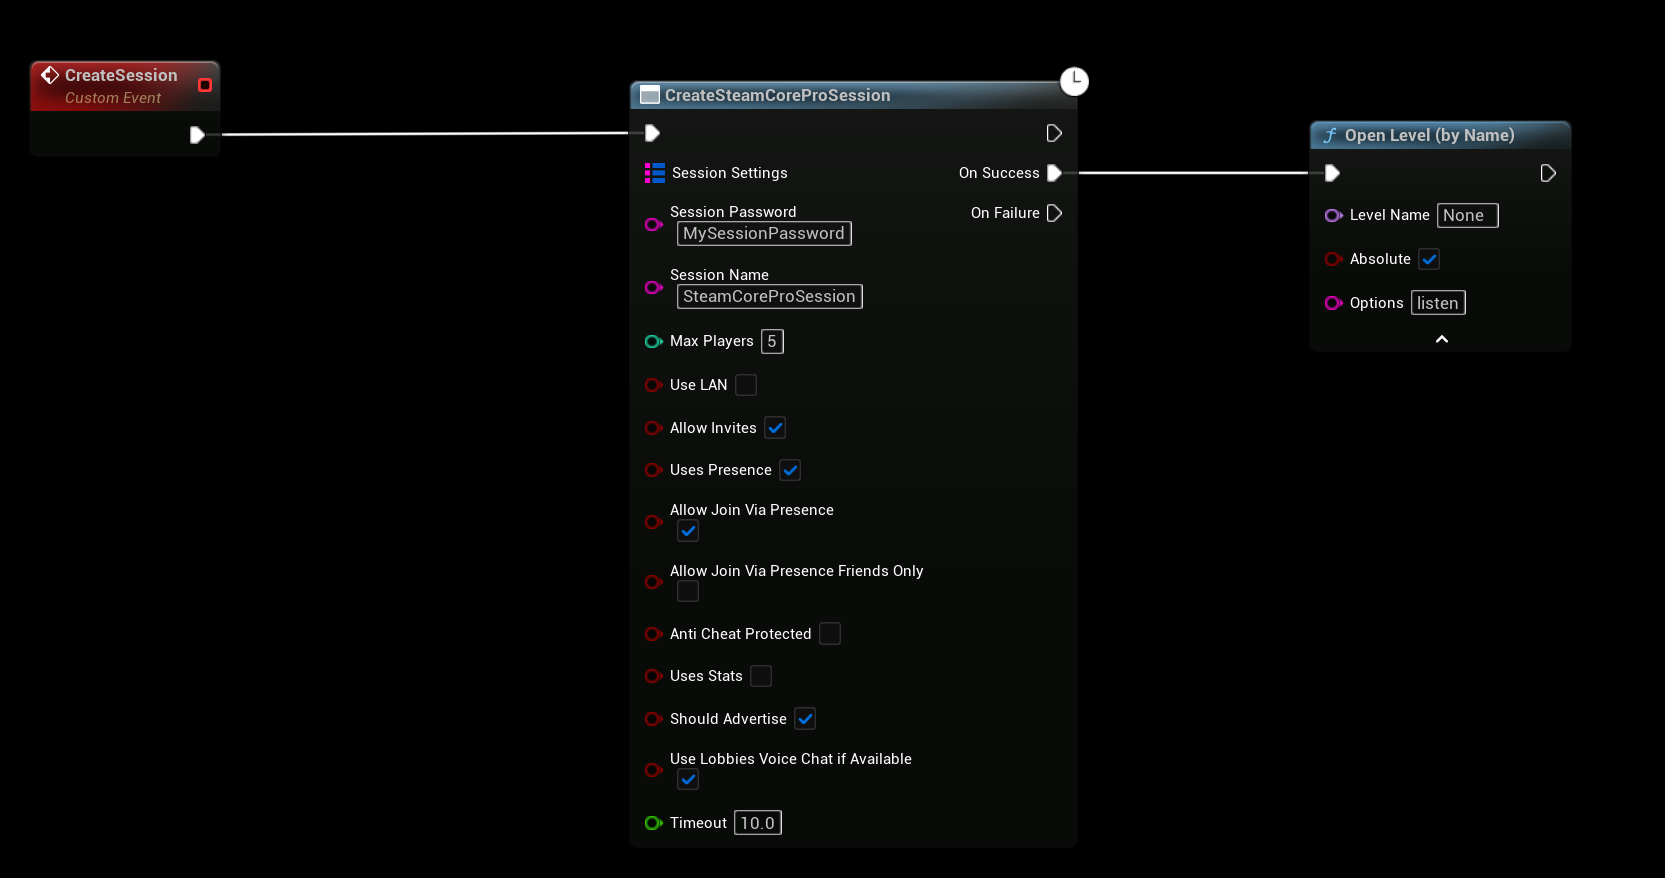 CreateSession
Custom Event
CreateSteamCoreProSession
Session Settings
On Success
Session Password
On Failure
MySessionPassword
Session Name
SteamCoreProSession
Max Players 5
Use LAN
Allow Invites
Uses Presence
Allow Join Via Presence
Allow Join Via Presence Friends Only
Anti Cheat Protected
Uses Stats
Should Advertise
Use Lobbies Voice Chat if Available
Timeout 10.0
Open Level (by Name)
Level Name None
Absolute
Options listen